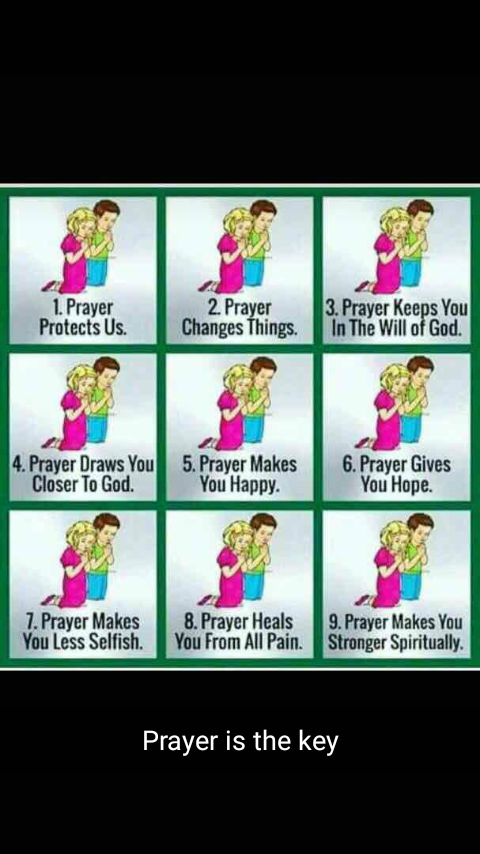 1. Prayer
Protects Us.
2. Prayer
Changes Things.
3. Prayer Keeps You
In The Will of God.
4. Prayer Draws You
Closer To God.
5. Prayer Makes
You Happy.
6. Prayer Gives
You Hope.
7. Prayer Makes
You Less Selfish.
8. Prayer Heals
You From All Pain.
9. Prayer Makes You
Stronger Spiritually.
Prayer is the key